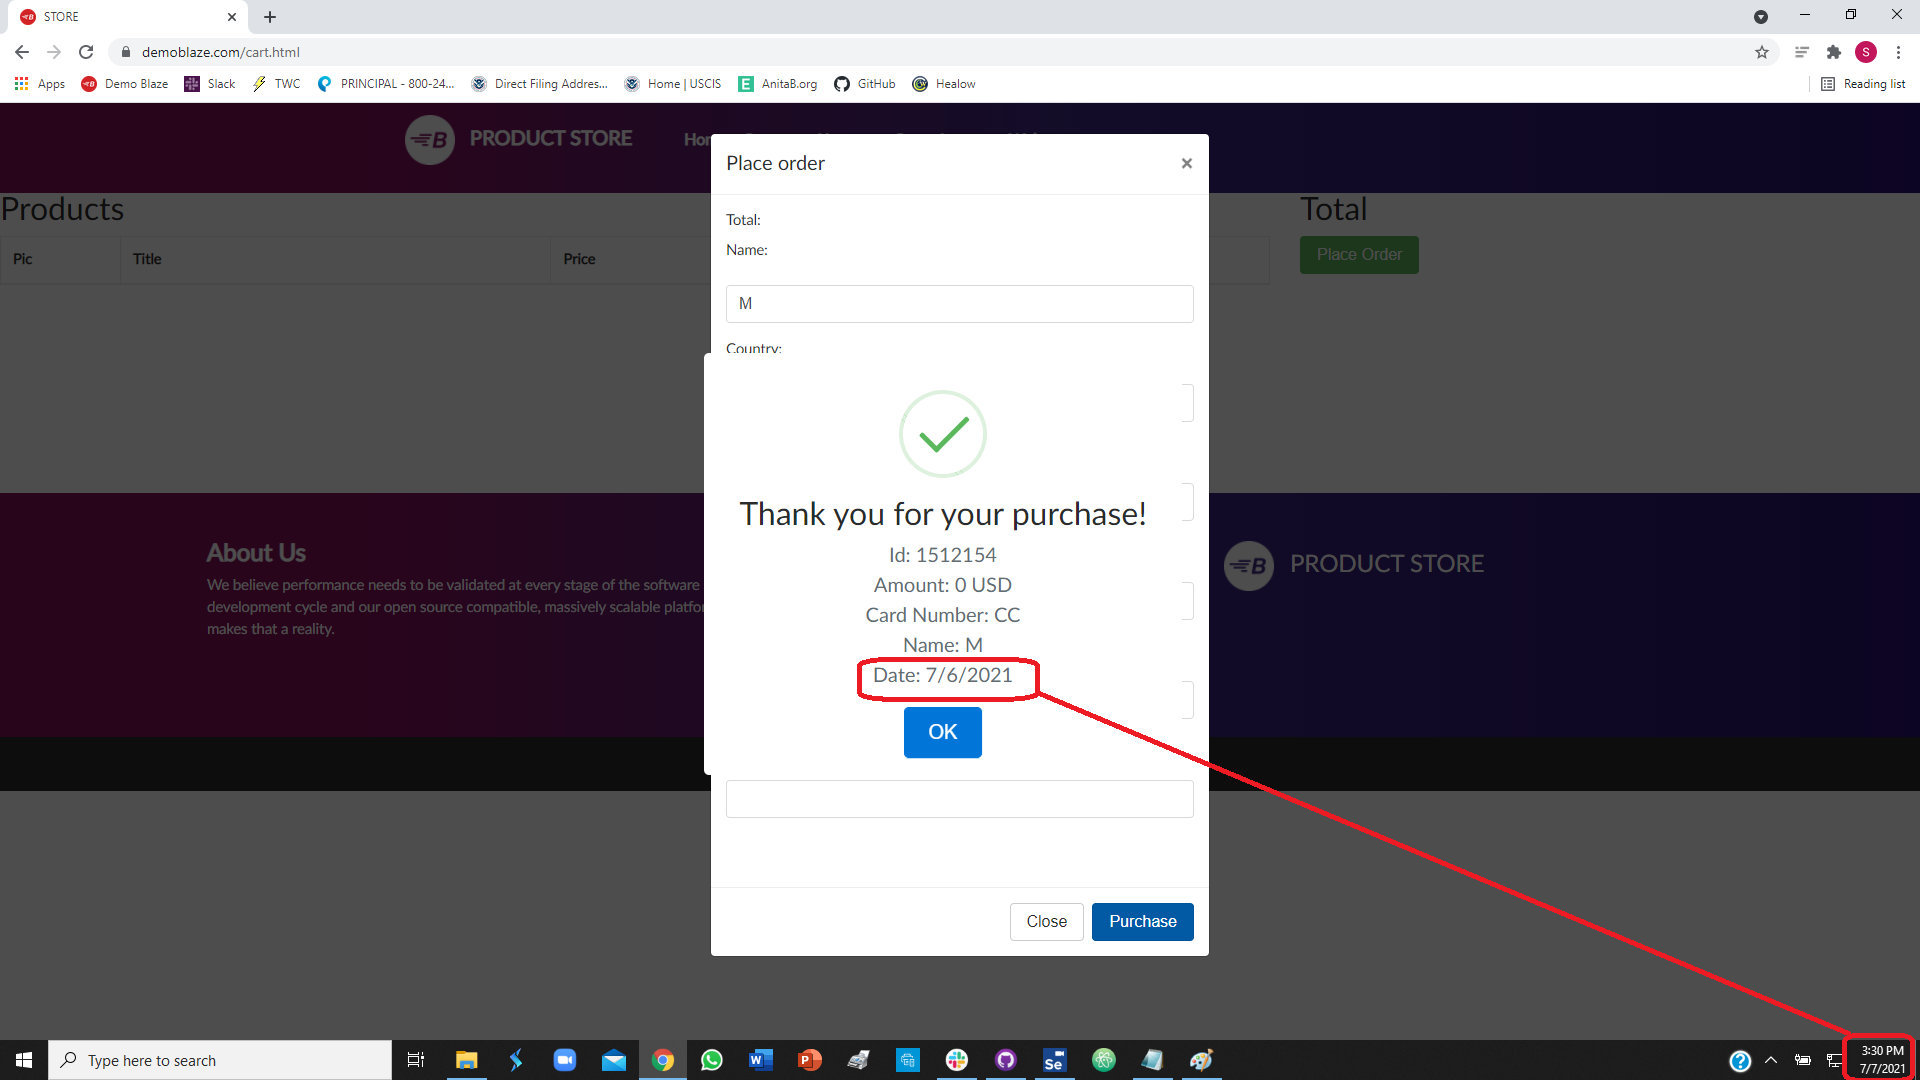 STORE
demoblaze.com/cart.html
Apps
Demo Blaze
Slack
TWC
PRINCIPAL - 800-24...
Direct Filing Addres...
Home | USCIS
AnitaB.org
GitHub
Healow
Reading list
PRODUCT STORE
Place order
×
Products
Total
Pic
Title
Price
Place Order
Total:
Name:
M
Country:
Thank you for your purchase!
Id: 1512154
Amount: 0 USD
Card Number: CC
Name: M
Date: 7/6/2021
OK
About Us
We believe performance needs to be validated at every stage of the software
development cycle and our open source compatible, massively scalable
makes that a reality.
PRODUCT STORE
Close
Purchase
Type here to search
3:30 PM
7/7/2021